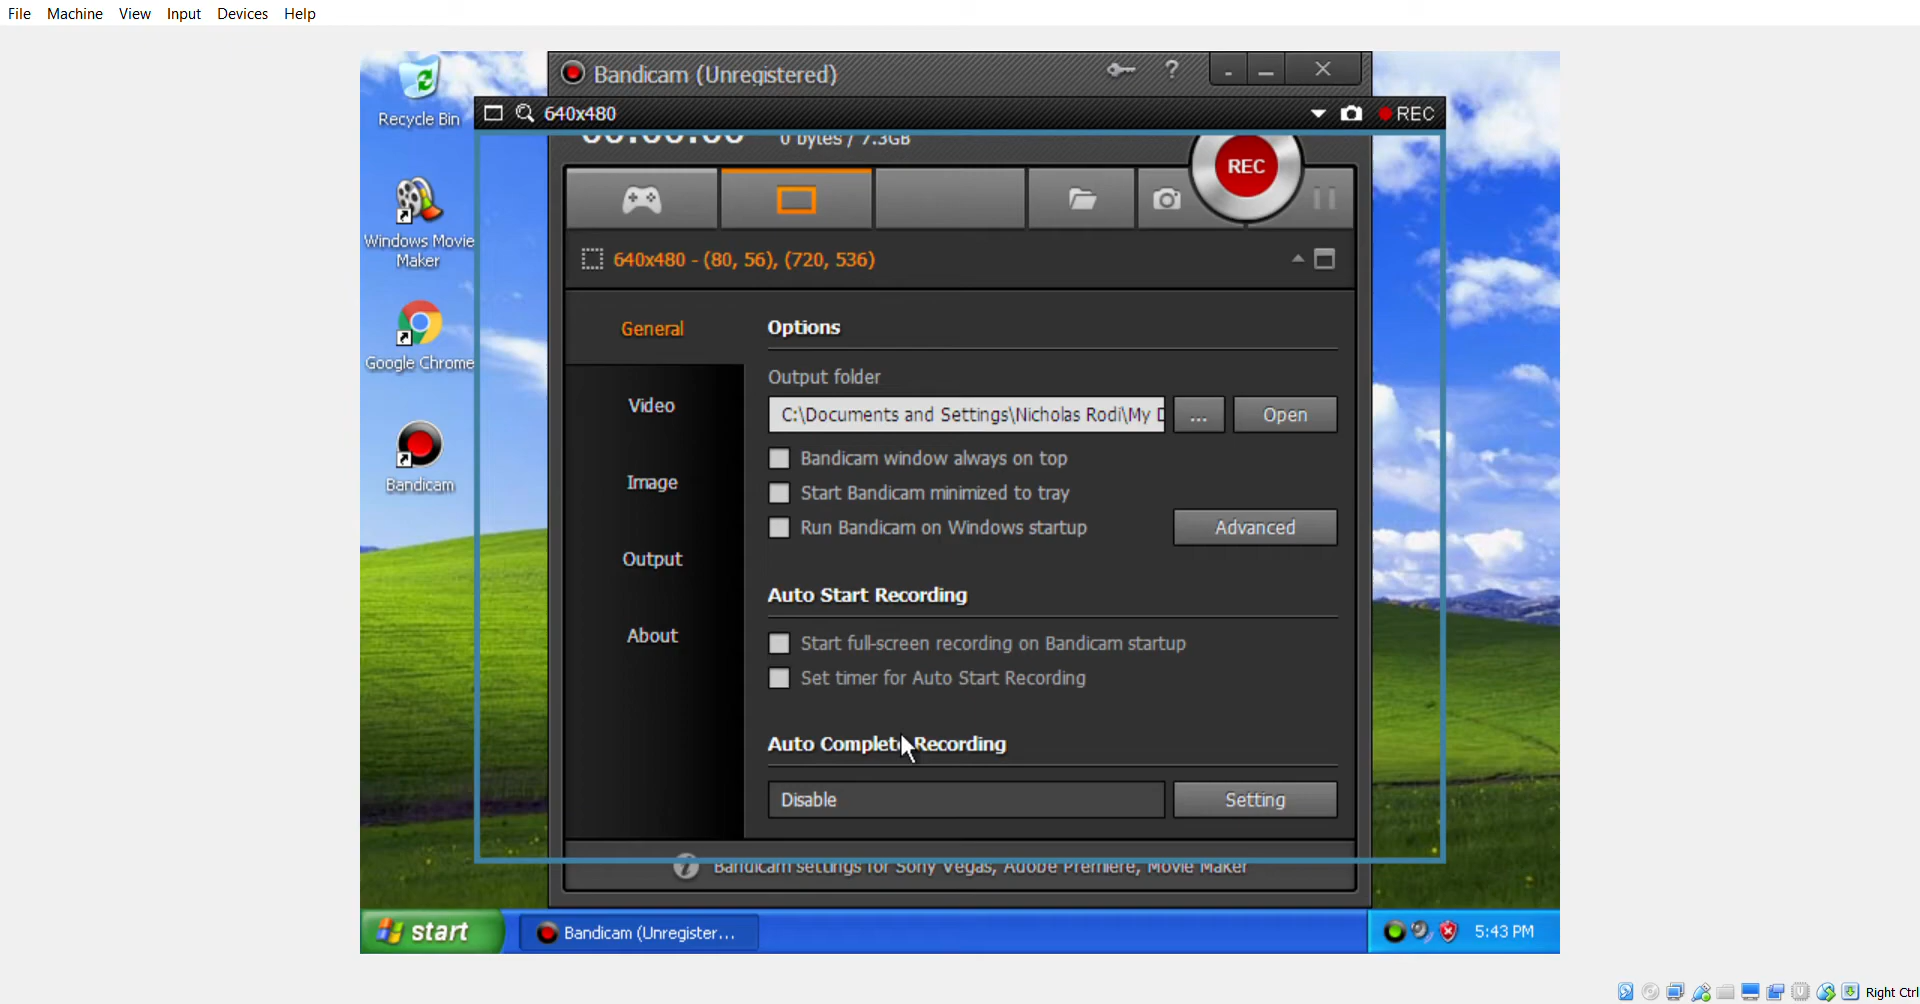 File Machine View Input Devices Help
Recycle Bin
Windows Movie
Maker
Google Chrome
Bandicam
Bandicam (Unregistered)
?
640x480
REC
0 bytes / 7.3GB
REC
640x480 - (80, 56), (720, 536)
General
Video
Image
Output
About
Options
Output folder
C:\Documents and Settings\Nicholas Rodi\My D
...
Open
Bandicam window always on top
Start Bandicam minimized to tray
Run Bandicam on Windows startup
Advanced
Auto Start Recording
Start full-screen recording on Bandicam startup
Set timer for Auto Start Recording
Auto Complete Recording
Disable
Setting
Bandicam settings for Sony Vegas, Adobe Premiere, Movie Maker
start
Bandicam (Unregister...
5:43 PM
Right Ctrl